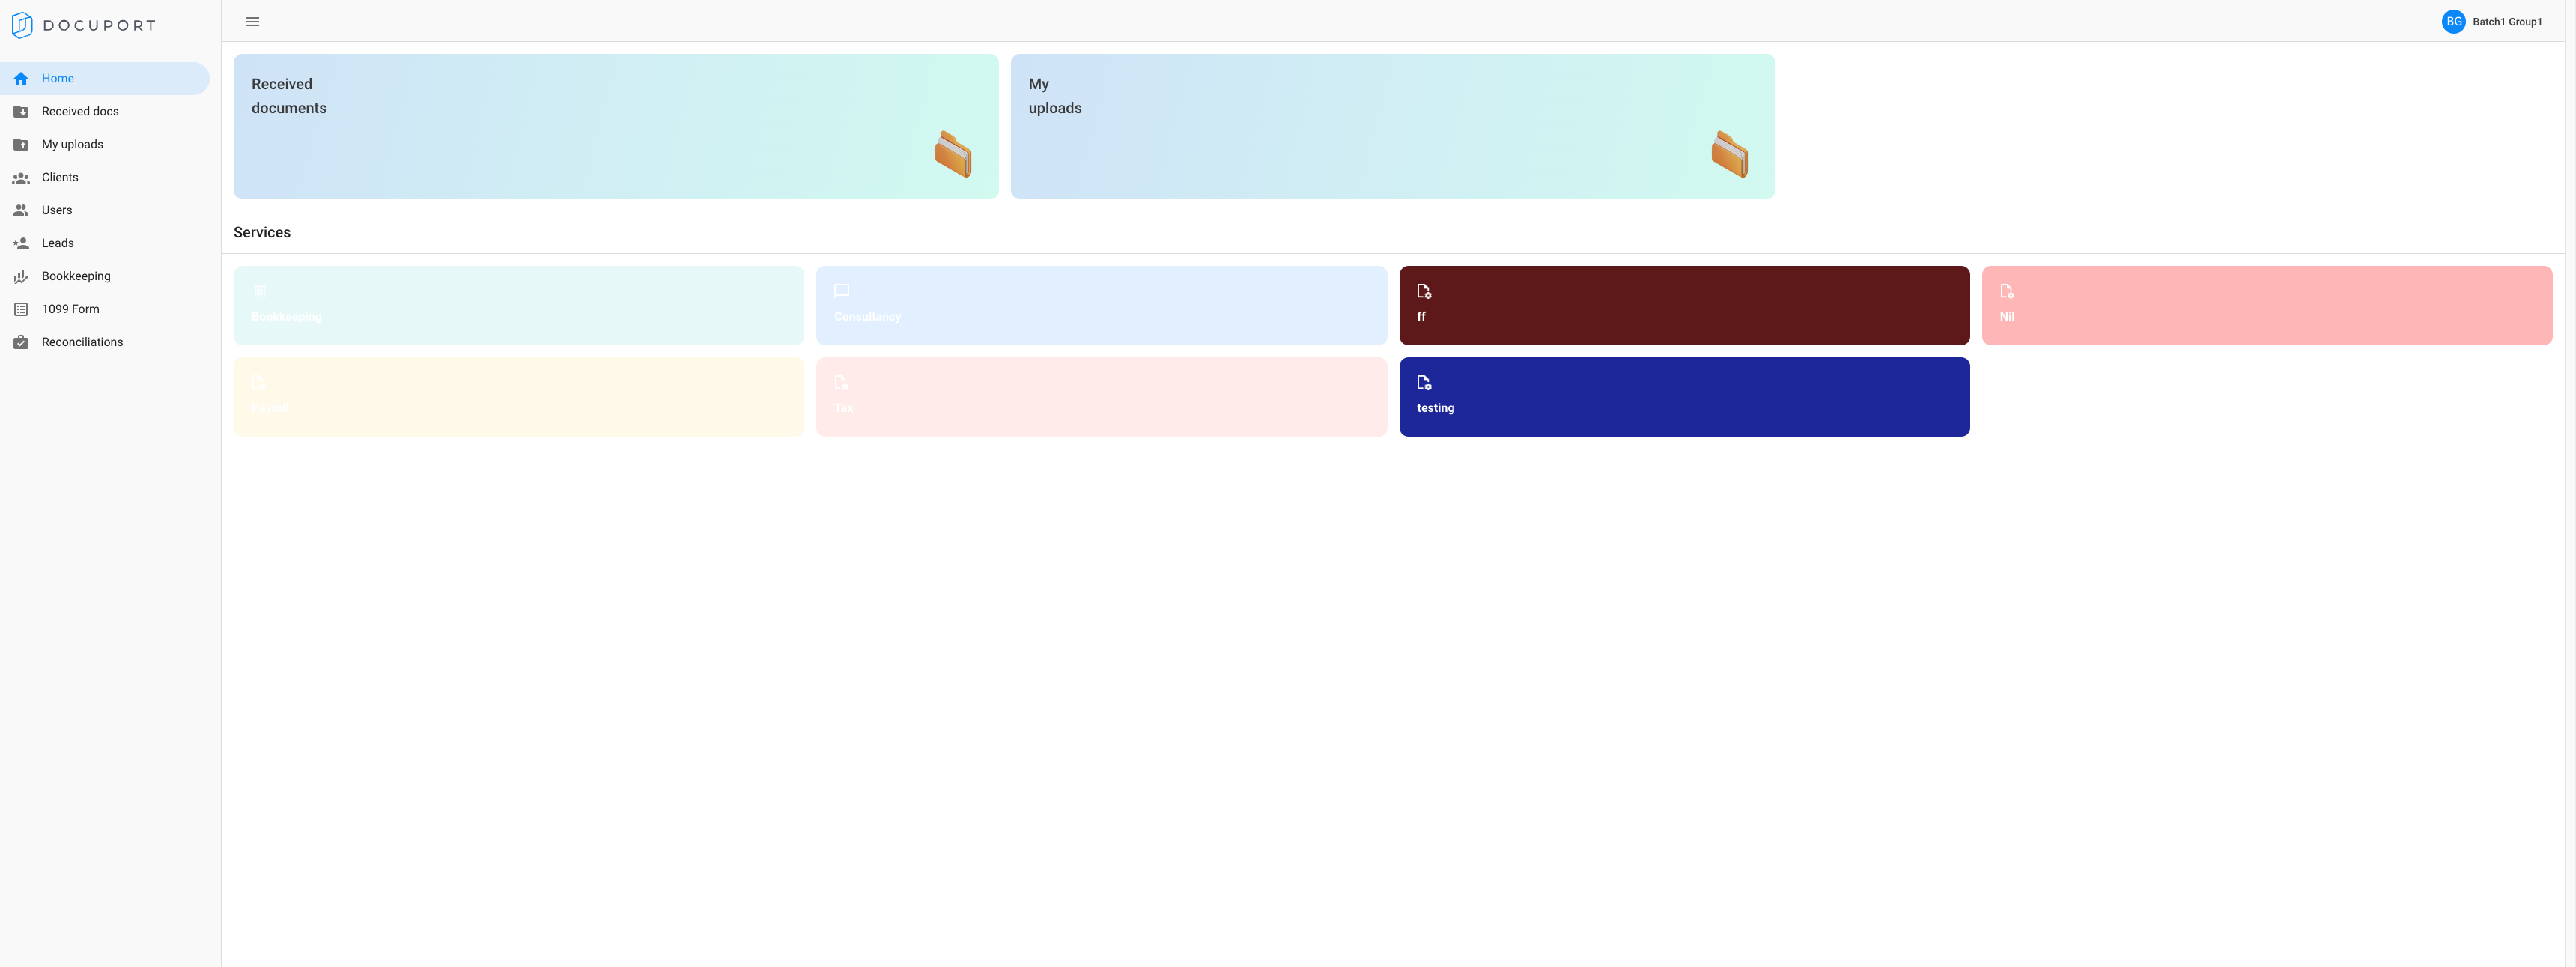 DOCUPORT
BG Batch1 Group1
Home
Received docs
My uploads
Clients
Users
Leads
Bookkeeping
1099 Form
Reconciliations
Received
documents
My
uploads
Services
Bookkeeping
Consultancy
ff
Nil
Payroll
Tax
testing